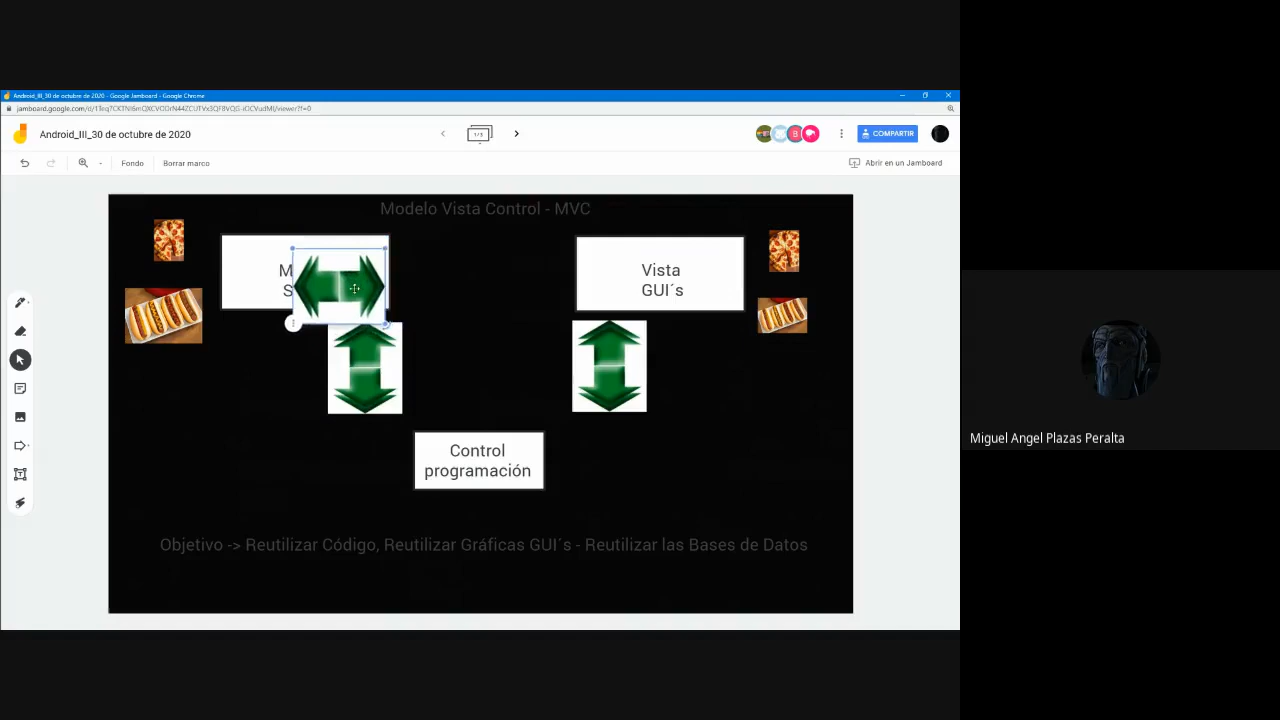 Android_III_30 de octubre de 2020 - Google Jamboard - Google Chrome
Android_III_30 de octubre de 2020
1/3
B
COMPARTIR
Fondo
Borrar marco
Abrir en un Jamboard
Modelo Vista Control - MVC
M
S
Vista
GUI´s
Control
programación
Objetivo -> Reutilizar Código, Reutilizar Gráficas GUI´s - Reutilizar las Bases de Datos
Miguel Angel Plazas Peralta